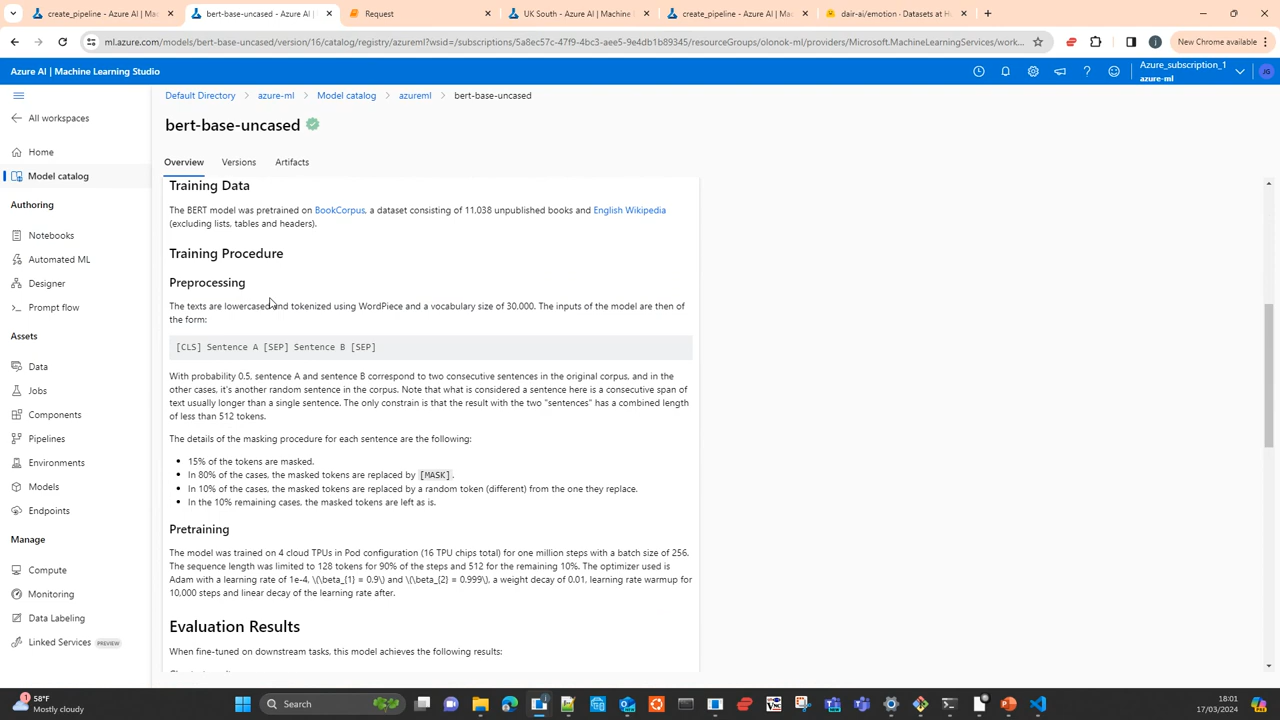 create_pipeline - Azure AI | Mac
bert-base-uncased - Azure AI |
Request
UK South - Azure AI | Machine
create_pipeline - Azure AI | Mac
dair-ai/emotion · Datasets at H
ml.azure.com/models/bert-base-uncased/version/16/catalog/registry/azureml?wsid=/subscriptions/5a8ec57c-47f9-4bc3-aee5-9e4db1b89345/resourceGroups/olonok-ml/providers/Microsoft.MachineLearningServices/work...
New Chrome available
Azure AI | Machine Learning Studio
Azure_subscription_1
azure-ml
JG
All workspaces
Home
Model catalog
Authoring
Notebooks
Automated ML
Designer
Prompt flow
Assets
Data
Jobs
Components
Pipelines
Environments
Models
Endpoints
Manage
Compute
Monitoring
Data Labeling
Linked Services PREVIEW
Default Directory > azure-ml > Model catalog > azureml > bert-base-uncased
bert-base-uncased
Overview Versions Artifacts
Training Data
The BERT model was pretrained on BookCorpus, a dataset consisting of 11,038 unpublished books and English Wikipedia
(excluding lists, tables and headers).
Training Procedure
Preprocessing
The texts are lowercased and tokenized using WordPiece and a vocabulary size of 30,000. The inputs of the model are then of
the form:
[CLS] Sentence A [SEP] Sentence B [SEP]
With probability 0.5, sentence A and sentence B correspond to two consecutive sentences in the original corpus, and in the
other cases, it's another random sentence in the corpus. Note that what is considered a sentence here is a consecutive span of
text usually longer than a single sentence. The only constrain is that the result with the two "sentences" has a combined length
of less than 512 tokens.
The details of the masking procedure for each sentence are the following:
• 15% of the tokens are masked.
• In 80% of the cases, the masked tokens are replaced by [MASK].
• In 10% of the cases, the masked tokens are replaced by a random token (different) from the one they replace.
• In the 10% remaining cases, the masked tokens are left as is.
Pretraining
The model was trained on 4 cloud TPUs in Pod configuration (16 TPU chips total) for one million steps with a batch size of 256.
The sequence length was limited to 128 tokens for 90% of the steps and 512 for the remaining 10%. The optimizer used is
Adam with a learning rate of 1e-4, \(\beta_{1} = 0.9\) and \(\beta_{2} = 0.999\), a weight decay of 0.01, learning rate warmup for
10,000 steps and linear decay of the learning rate after.
Evaluation Results
When fine-tuned on downstream tasks, this model achieves the following results:
58°F
Mostly cloudy
Search
18:01
17/03/2024